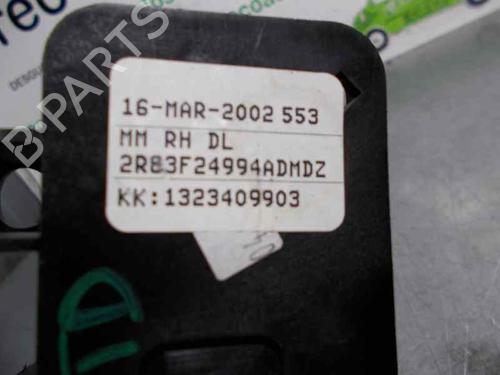 16-MAR-2002 553
MM RH DL
2R83F24994ADMDZ
KK:1323409903
B-PARTS